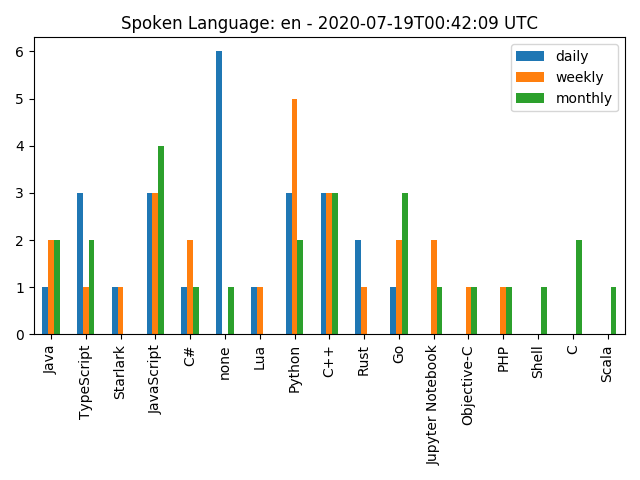 Spoken Language: en - 2020-07-19T00:42:09 UTC
daily
weekly
monthly
6
5
4
3
2
1
0
Java
TypeScript
Starlark
JavaScript
C#
none
Lua
Python
C++
Rust
Go
Jupyter Notebook
Objective-C
PHP
Shell
C
Scala